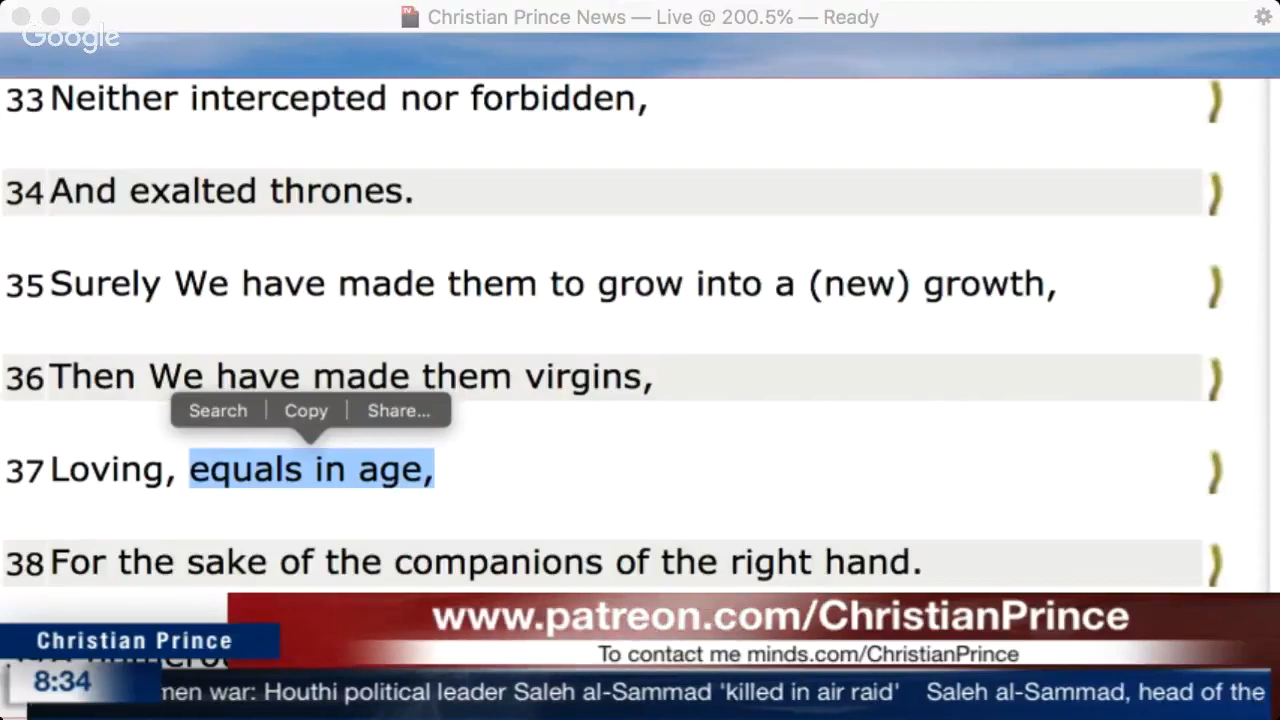 Christian Prince News — Live @ 200.5% — Ready
Google
33 Neither intercepted nor forbidden,
34 And exalted thrones.
35 Surely We have made them to grow into a (new) growth,
36 Then We have made them virgins,
Search Copy Share...
37 Loving, equals in age,
38 For the sake of the companions of the right hand.
www.patreon.com/ChristianPrince
Christian Prince
To contact me minds.com/ChristianPrince
8:34
men war: Houthi political leader Saleh al-Sammad 'killed in air raid' Saleh al-Sammad, head of the